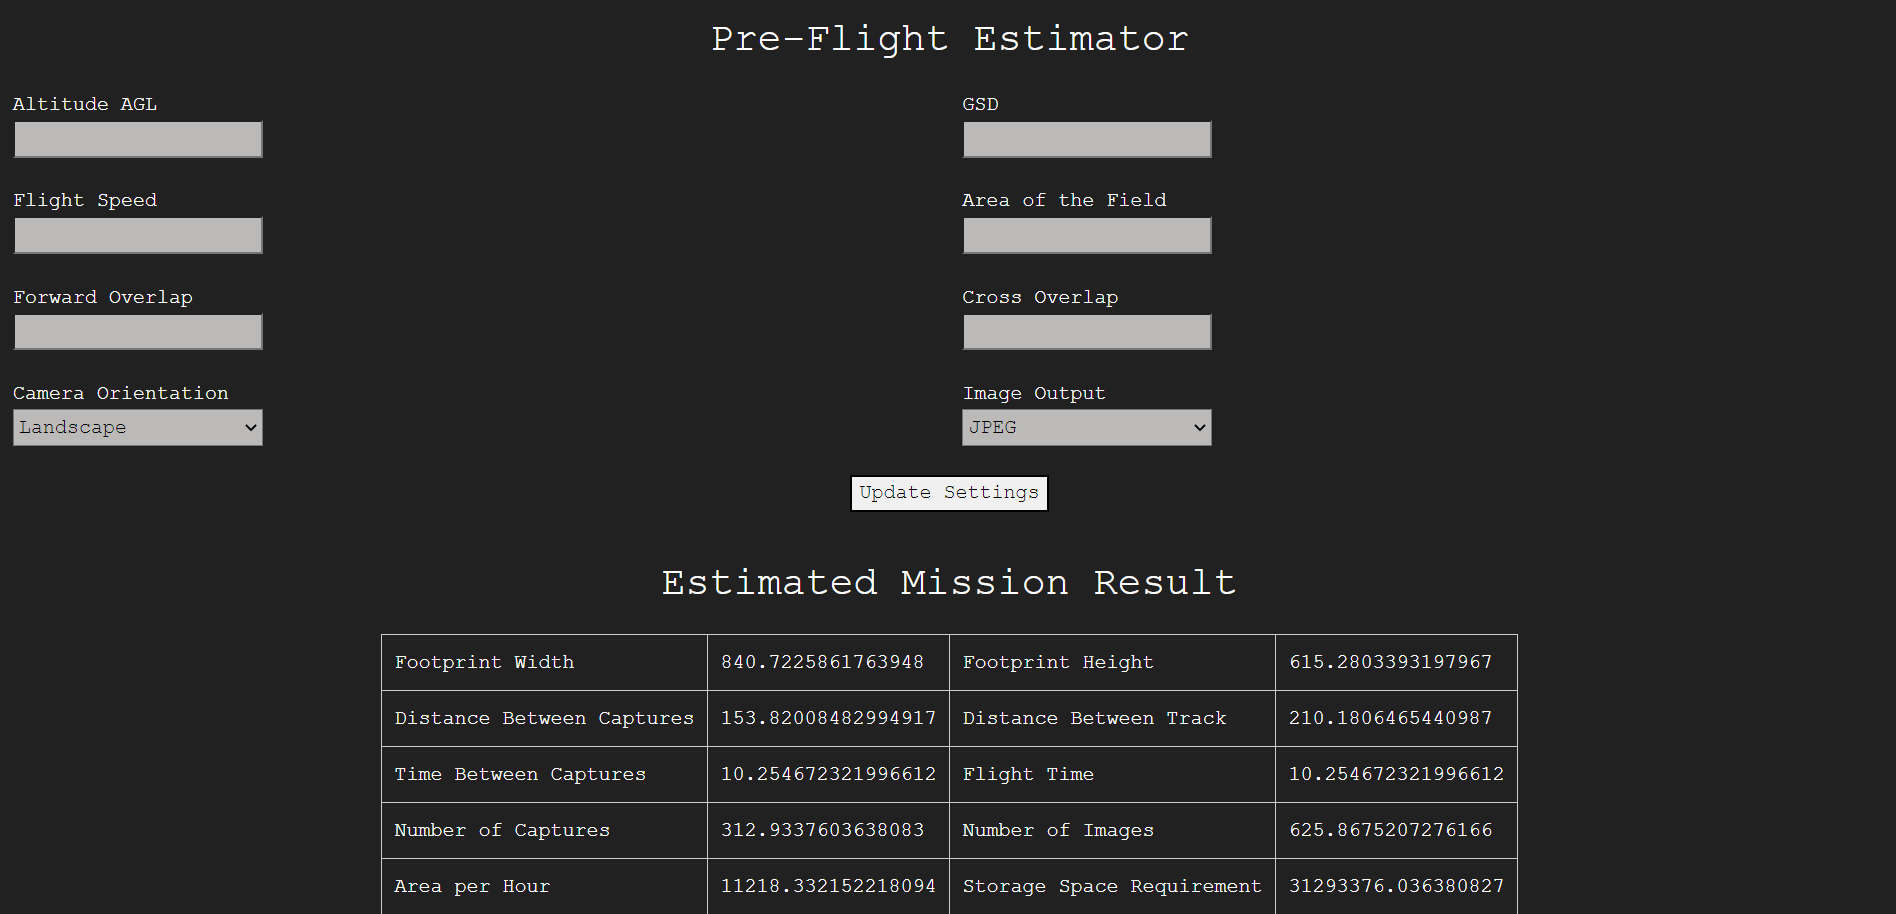 Pre-Flight Estimator
Altitude AGL GSD
Flight Speed Area of the Field
Forward Overlap Cross Overlap
Camera Orientation Image Output
Landscape JPEG
Update Settings
Estimated Mission Result
Footprint Width 840.7225861763948 Footprint Height 615.2803393197967
Distance Between Captures 153.82008482994917 Distance Between Track 210.1806465440987
Time Between Captures 10.254672321996612 Flight Time 10.254672321996612
Number of Captures 312.9337603638083 Number of Images 625.8675207276166
Area per Hour 11218.332152218094 Storage Space Requirement 31293376.036380827